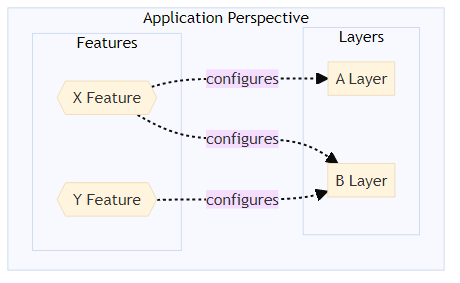 Application Perspective
Features
Layers
X Feature
configures
A Layer
configures
B Layer
Y Feature
configures